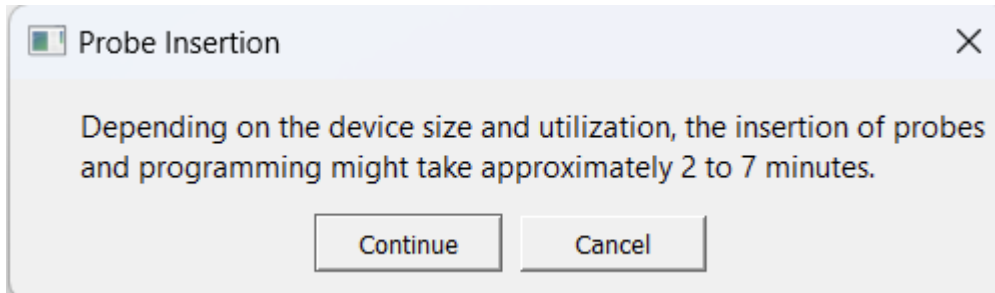 Probe Insertion
Depending on the device size and utilization, the insertion of probes
and programming might take approximately 2 to 7 minutes.
Continue Cancel